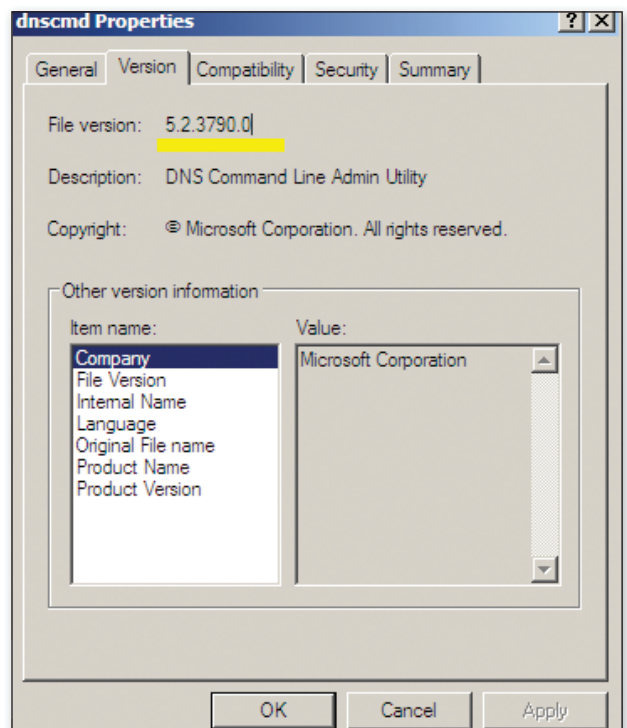 dnscmd Properties ? X
General Version Compatibility Security Summary
File version: 5.2.3790.0
Description: DNS Command Line Admin Utility
Copyright: © Microsoft Corporation. All rights reserved.
Other version information
Item name: Value:
Company Microsoft Corporation
File Version
Internal Name
Language
Original File name
Product Name
Product Version
OK Cancel Apply